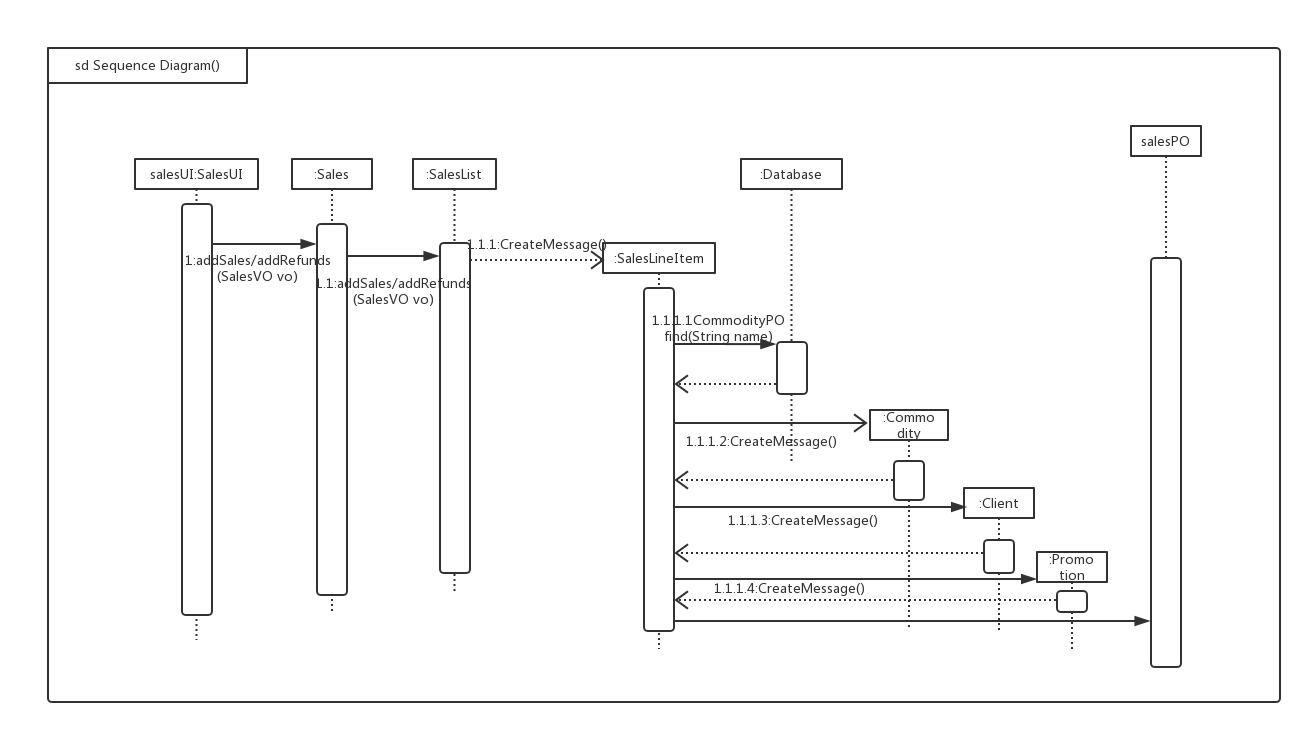 sd Sequence Diagram()
salesPO
salesUI:SalesUI
:Sales
:SalesList
:Database
1.1.1:CreateMessage()
:SalesLineItem
1:addSales/addRefunds
(SalesVO vo)
1.1:addSales/addRefunds
(SalesVO vo)
1.1.1.1CommodityPO
find(String name)
:Commo
dity
1.1.1.2:CreateMessage()
:Client
1.1.1.3:CreateMessage()
:Promo
tion
1.1.1.4:CreateMessage()